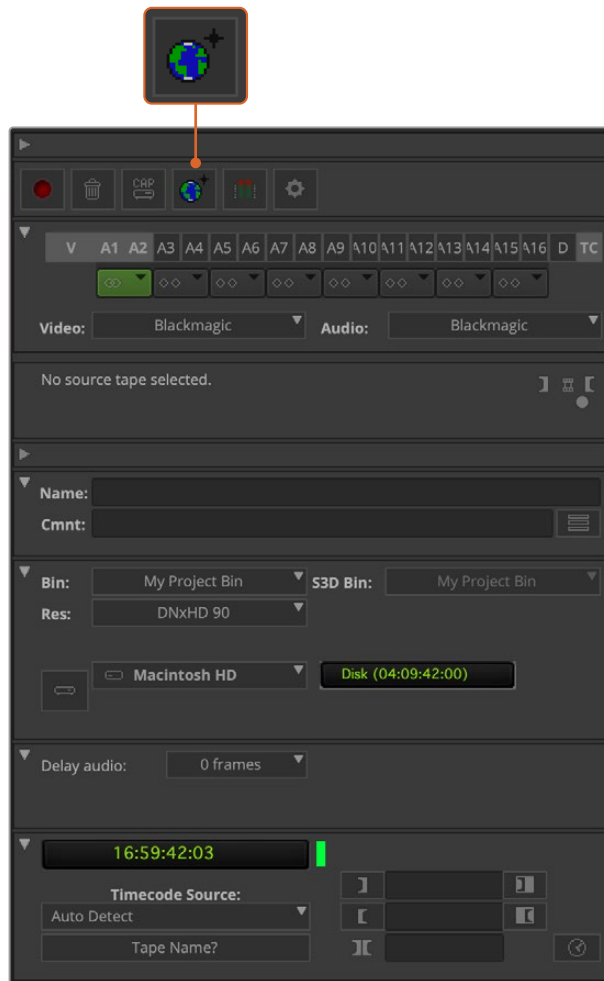 CAP
V A1 A2 A3 A4 A5 A6 A7 A8 A9 A10 A11 A12 A13 A14 A15 A16 D TC
Video: Blackmagic Audio: Blackmagic
No source tape selected.
Name:
Cmnt:
Bin: My Project Bin S3D Bin: My Project Bin
Res: DNxHD 90
Macintosh HD Disk (04:09:42:00)
Delay audio: 0 frames
16:59:42:03
Timecode Source:
Auto Detect
Tape Name?